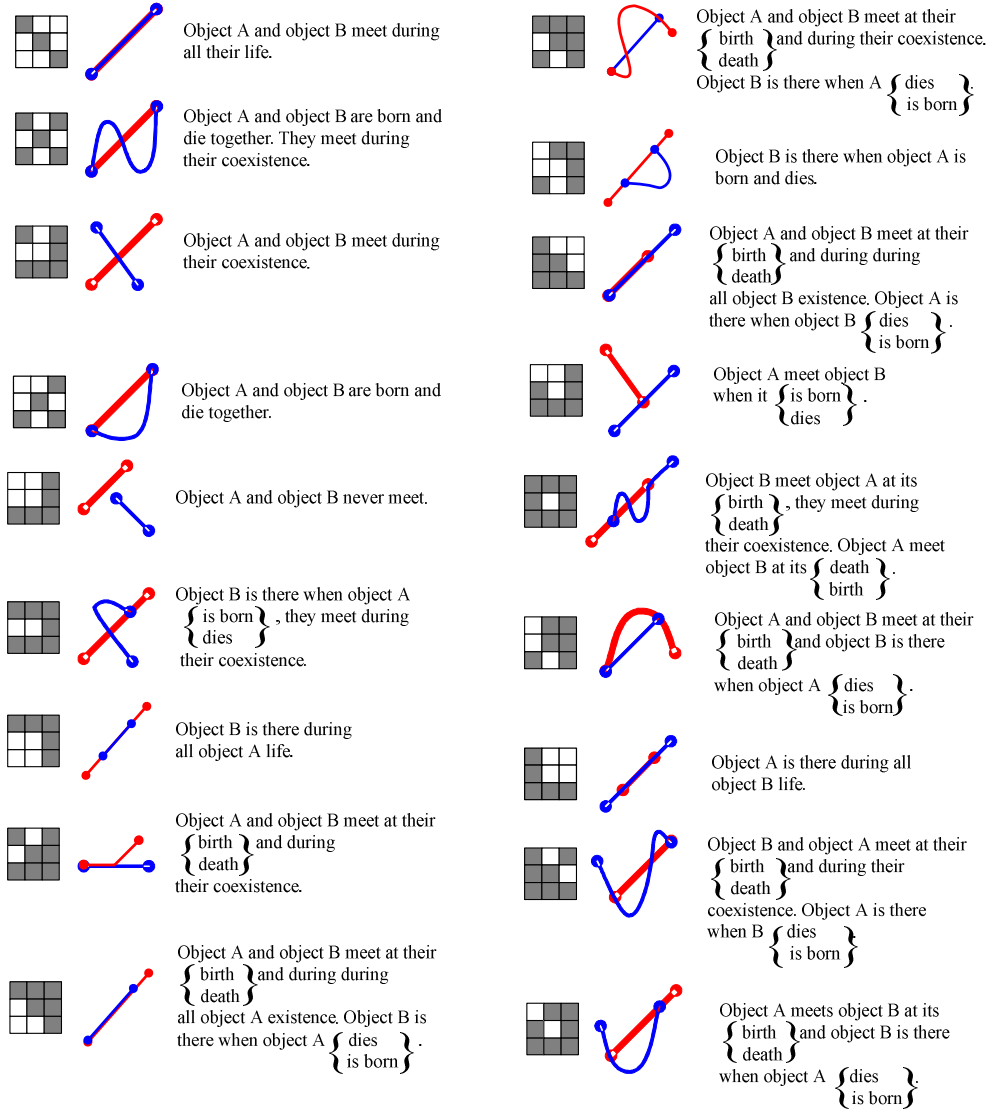 Object A and object B meet during
all their life.
Object A and object B are born and
die together. They meet during
their coexistence.
Object A and object B meet during
their coexistence.
Object A and object B are born and
die together.
Object A and object B never meet.
Object B is there when object A
{ is born } , they meet during
{ dies }
their coexistence.
Object B is there during
all object A life.
Object A and object B meet at their
{ birth } and during
{ death }
their coexistence.
Object A and object B meet at their
{ birth } and during during
{ death }
all object A existence. Object B is
there when object A { dies } .
{ is born }
Object A and object B meet at their
{ birth } and during their coexistence.
{ death }
Object B is there when A { dies } .
{ is born }
Object B is there when object A is
born and dies.
Object A and object B meet at their
{ birth } and during during
{ death }
all object B existence. Object A is
there when object B { dies } .
{ is born }
Object A meet object B
when it { is born } .
{ dies }
Object B meet object A at its
{ birth } , they meet during
{ death }
their coexistence. Object A meet
object B at its { death } .
{ birth }
Object A and object B meet at their
{ birth } and object B is there
{ death }
when object A { dies } .
{ is born }
Object A is there during all
object B life.
Object B and object A meet at their
{ birth } and during their
{ death }
coexistence. Object A is there
when B { dies } .
{ is born }
Object A meets object B at its
{ birth } and object B is there
{ death }
when object A { dies } .
{ is born }